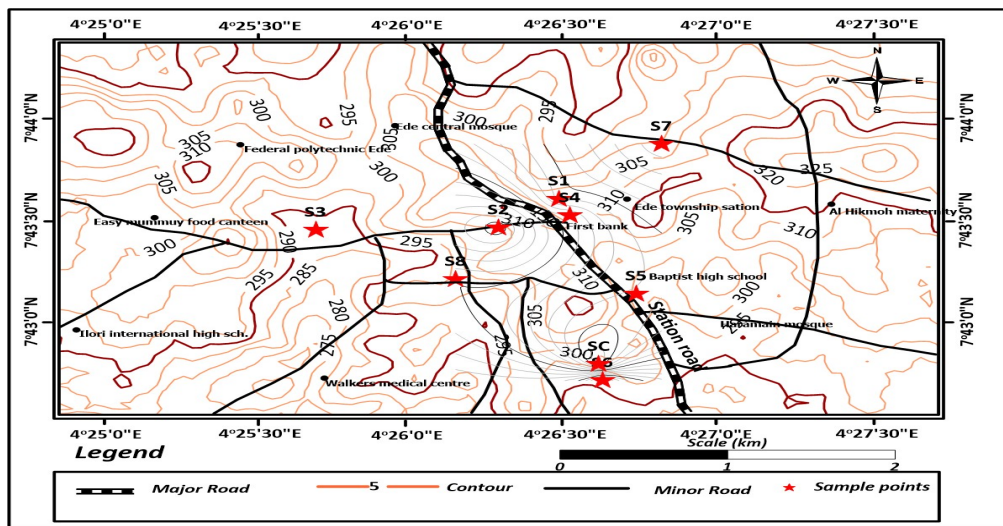 4°25'0"E 4°25'30"E 4°26'0"E 4°26'30"E 4°27'0"E 4°27'30"E
N
W E
S
7°44'0"N
7°44'0"N
295
300
305
310
305
300
295
305
300
Ede central mosque
Federal polytechnic Ede
295
S7
305
325
320
S1
S4
310
Ede township sation
305
Al Hikmoh maternity
310
7°43'30"N
7°43'30"N
Easy mummuy food canteen
300
S3
290
295
S2
310
First bank
295
285
280
275
S8
310
S5
Baptist high school
300
305
295
Station road
7°43'0"N
7°43'0"N
Ilori international high sch.
mosque
SC
300
Walkers medical centre
4°25'0"E 4°25'30"E 4°26'0"E 4°26'30"E 4°27'0"E 4°27'30"E
Scale (km)
0 1 2
Legend
Major Road 5 Contour Minor Road Sample points